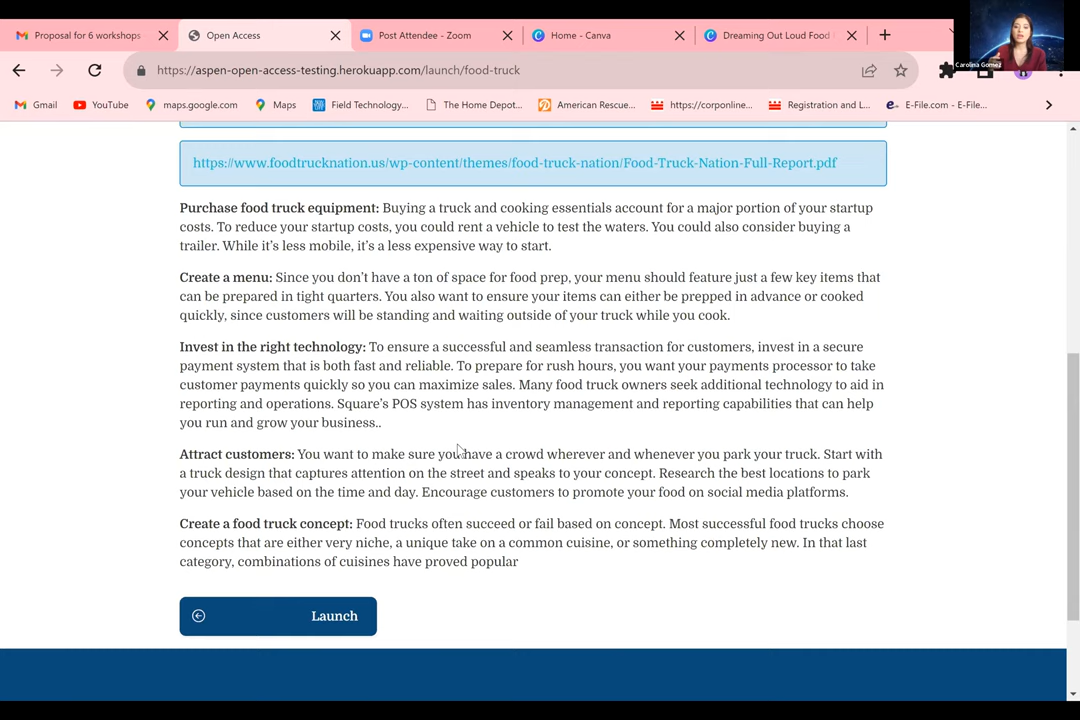 Proposal for 6 workshops
Open Access
Post Attendee - Zoom
Home - Canva
Dreaming Out Loud Food
https://aspen-open-access-testing.herokuapp.com/launch/food-truck
Carolina Gomez
Gmail
YouTube
maps.google.com
Maps
Field Technology...
The Home Depot...
American Rescue...
https://corponline...
Registration and L...
E-File.com - E-File...
https://www.foodtrucknation.us/wp-content/themes/food-truck-nation/Food-Truck-Nation-Full-Report.pdf
Purchase food truck equipment: Buying a truck and cooking essentials account for a major portion of your startup
costs. To reduce your startup costs, you could rent a vehicle to test the waters. You could also consider buying a
trailer. While it's less mobile, it's a less expensive way to start.
Create a menu: Since you don't have a ton of space for food prep, your menu should feature just a few key items that
can be prepared in tight quarters. You also want to ensure your items can either be prepped in advance or cooked
quickly, since customers will be standing and waiting outside of your truck while you cook.
Invest in the right technology: To ensure a successful and seamless transaction for customers, invest in a secure
payment system that is both fast and reliable. To prepare for rush hours, you want your payments processor to take
customer payments quickly so you can maximize sales. Many food truck owners seek additional technology to aid in
reporting and operations. Square's POS system has inventory management and reporting capabilities that can help
you run and grow your business..
Attract customers: You want to make sure you have a crowd wherever and whenever you park your truck. Start with
a truck design that captures attention on the street and speaks to your concept. Research the best locations to park
your vehicle based on the time and day. Encourage customers to promote your food on social media platforms.
Create a food truck concept: Food trucks often succeed or fail based on concept. Most successful food trucks choose
concepts that are either very niche, a unique take on a common cuisine, or something completely new. In that last
category, combinations of cuisines have proved popular
Launch